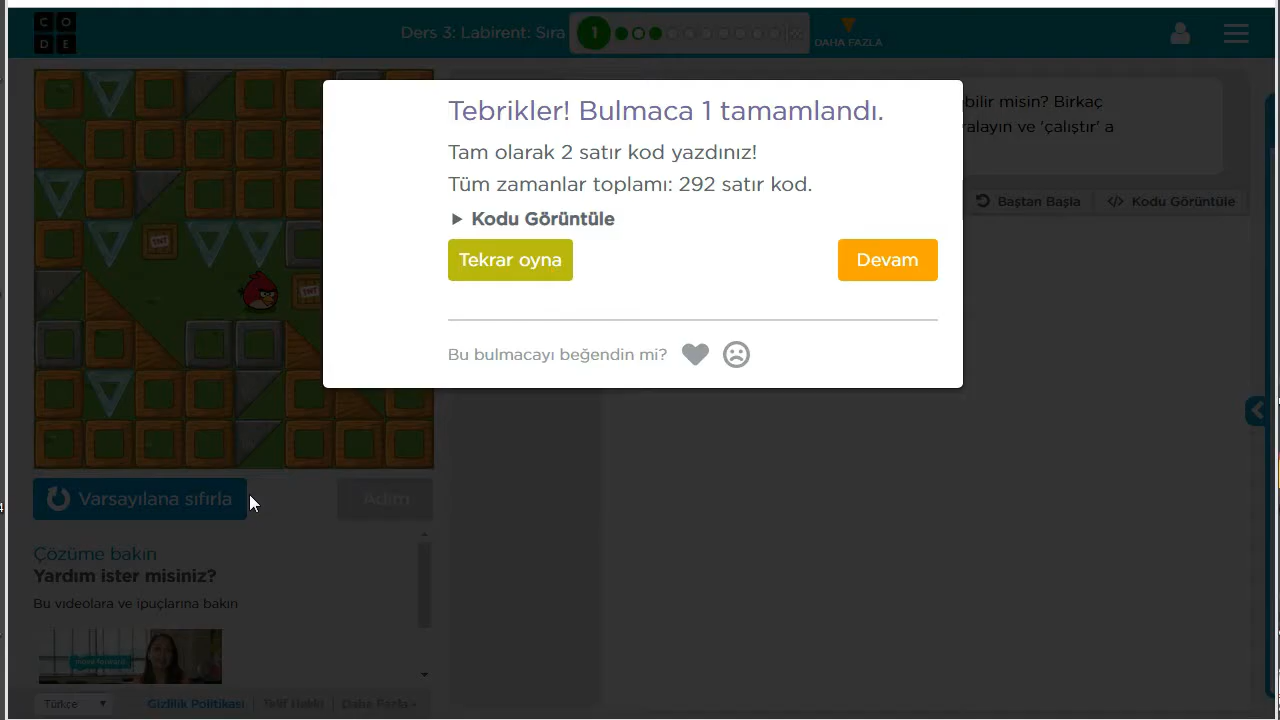 CODE
Ders 3: Labirent: Sıra
1
DAHA FAZLA
Tebrikler! Bulmaca 1 tamamlandı.
Tam olarak 2 satır kod yazdınız!
Tüm zamanlar toplamı: 292 satır kod.
Kodu Görüntüle
Tekrar oyna
Devam
Bu bulmacayı beğendin mi?
bilir misin? Birkaç
alayın ve 'çalıştır' a
Baştan Başla
Kodu Görüntüle
TNT
TNT
Varsayılana sıfırla
Adım
Çözüme bakın
Yardım ister misiniz?
Bu videolara ve ipuçlarına bakın
Türkçe
Gizlilik Politikası
Telif Hakkı
Daha Fazla